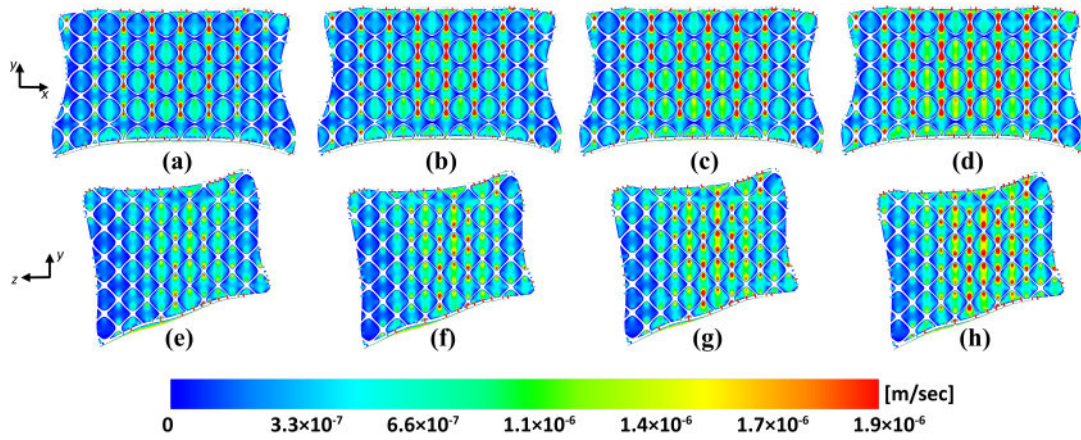 y
x
(a) (b) (c) (d)
y
z
(e) (f) (g) (h)
[m/sec]
0 3.3×10⁻⁷ 6.6×10⁻⁷ 1.1×10⁻⁶ 1.4×10⁻⁶ 1.7×10⁻⁶ 1.9×10⁻⁶